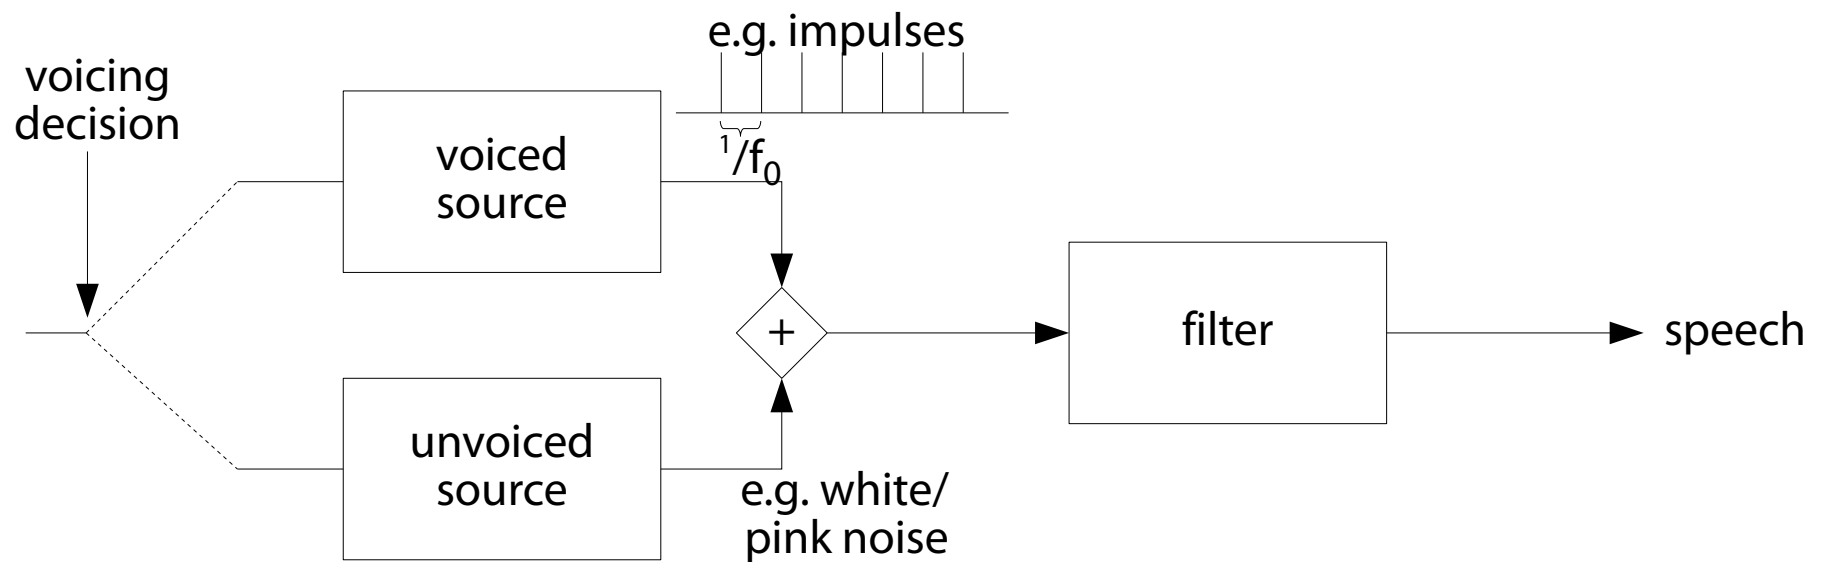 e.g. impulses
voicing
decision
voiced
source
1/f0
+
filter
speech
unvoiced
source
e.g. white/
pink noise